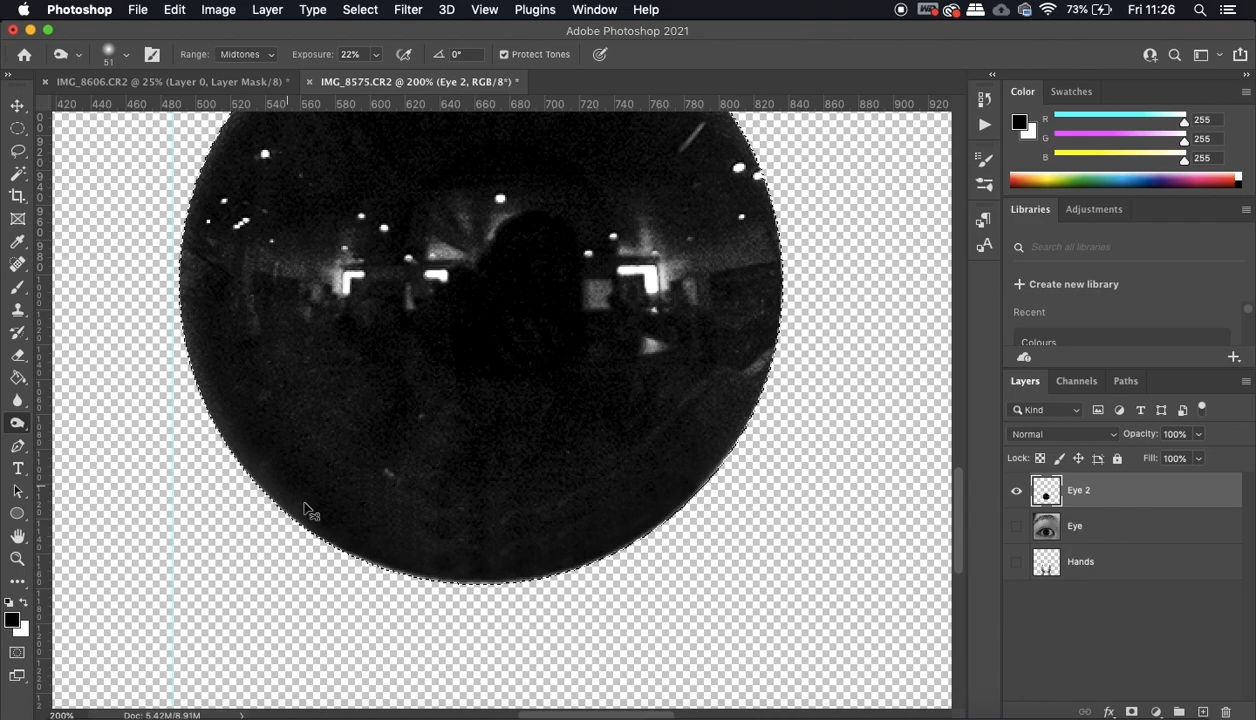 Photoshop File Edit Image Layer Type Select Filter 3D View Plugins Window Help 73% Fri 11:26
Adobe Photoshop 2021
51 Range: Midtones Exposure: 22% 0° Protect Tones
IMG_8606.CR2 @ 25% (Layer 0, Layer Mask/8) * IMG_8575.CR2 @ 200% (Eye 2, RGB/8*) *
420 440 460 480 500 520 540 560 580 600 620 640 660 680 700 720 740 760 780 800 820 840 860 880 900 920
Color Swatches
R 255
G 255
B 255
Libraries Adjustments
Search all libraries
Create new library
Recent
Colours
Layers Channels Paths
Kind
Normal Opacity: 100%
Lock: Fill: 100%
Eye 2
Eye
Hands
200% Doc: 5.42M/8.91M